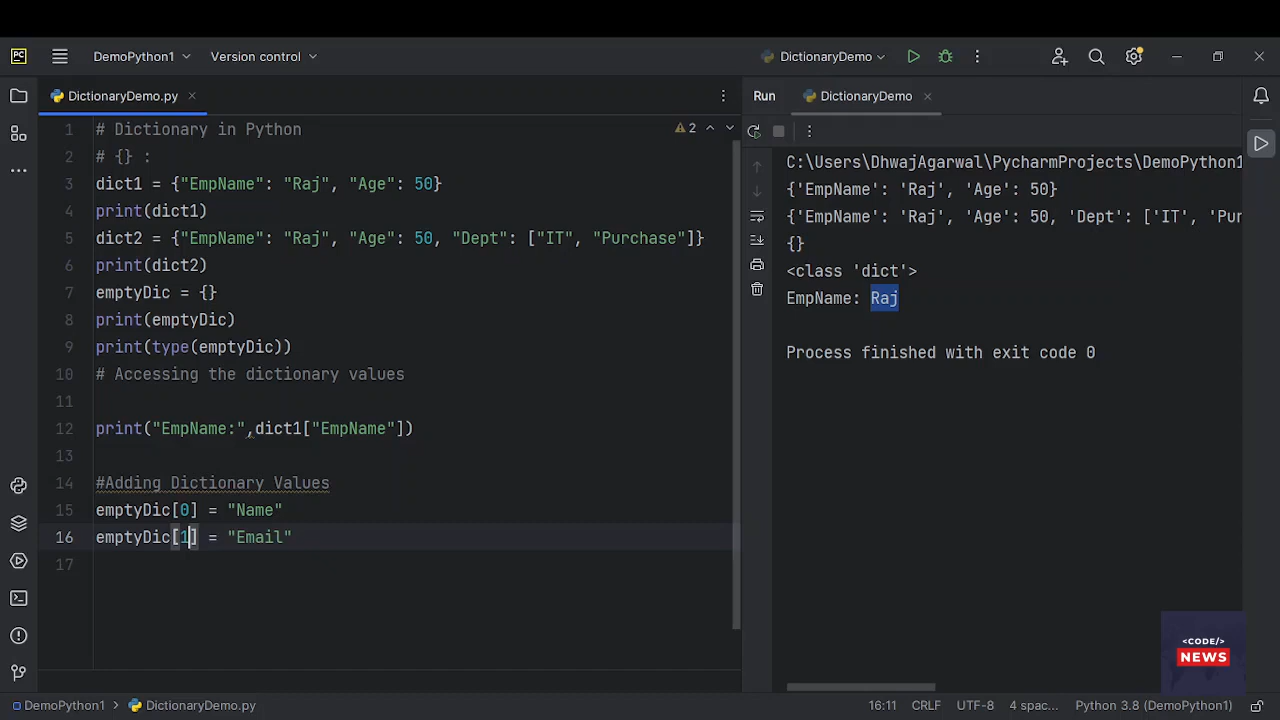 PC DemoPython1 Version control DictionaryDemo
DictionaryDemo.py
1 # Dictionary in Python
2 # {} :
3 dict1 = {"EmpName": "Raj", "Age": 50}
4 print(dict1)
5 dict2 = {"EmpName": "Raj", "Age": 50, "Dept": ["IT", "Purchase"]}
6 print(dict2)
7 emptyDic = {}
8 print(emptyDic)
9 print(type(emptyDic))
10 # Accessing the dictionary values
11
12 print("EmpName:",dict1["EmpName"])
13
14 #Adding Dictionary Values
15 emptyDic[0] = "Name"
16 emptyDic[1] = "Email"
17
2
Run DictionaryDemo
C:\Users\DhwajAgarwal\PycharmProjects\DemoPython1
{'EmpName': 'Raj', 'Age': 50}
{'EmpName': 'Raj', 'Age': 50, 'Dept': ['IT', 'Pur
{}
<class 'dict'>
EmpName: Raj
Process finished with exit code 0
<CODE/>
NEWS
DemoPython1 DictionaryDemo.py 16:11 CRLF UTF-8 4 spac... Python 3.8 (DemoPython1)